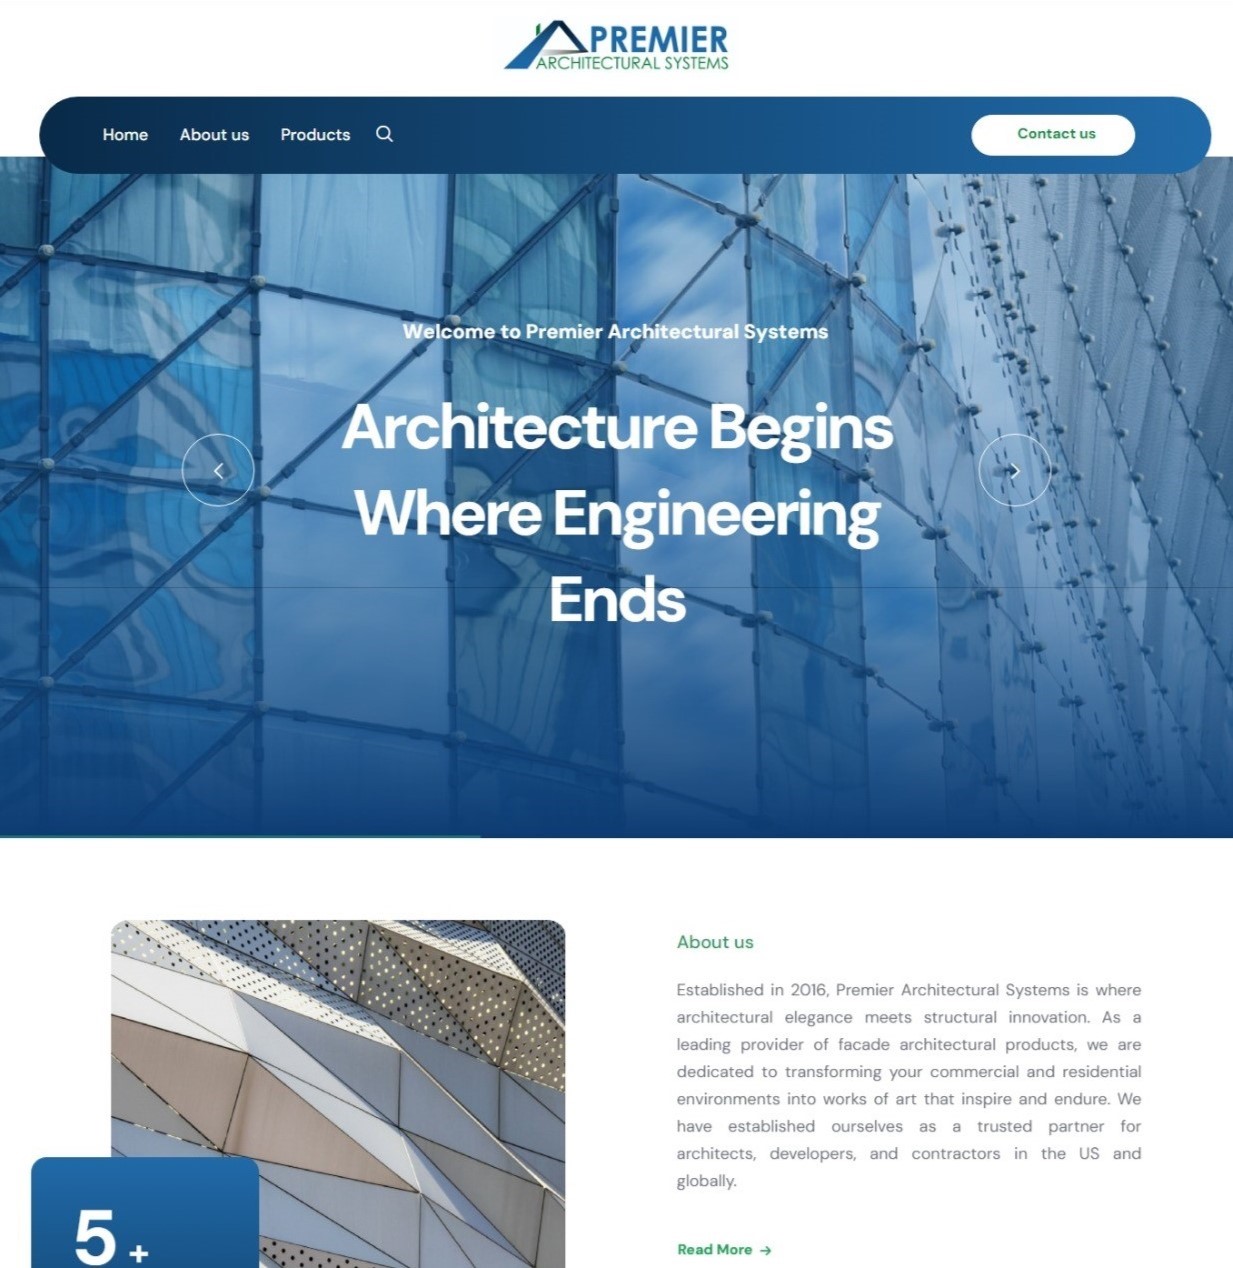 PREMIER
ARCHITECTURAL SYSTEMS
Home About us Products Contact us
Welcome to Premier Architectural Systems
Architecture Begins
Where Engineering
Ends
About us
Established in 2016, Premier Architectural Systems is where
architectural elegance meets structural innovation. As a
leading provider of facade architectural products, we are
dedicated to transforming your commercial and residential
environments into works of art that inspire and endure. We
have established ourselves as a trusted partner for
architects, developers, and contractors in the US and
globally.
5 +
Read More →